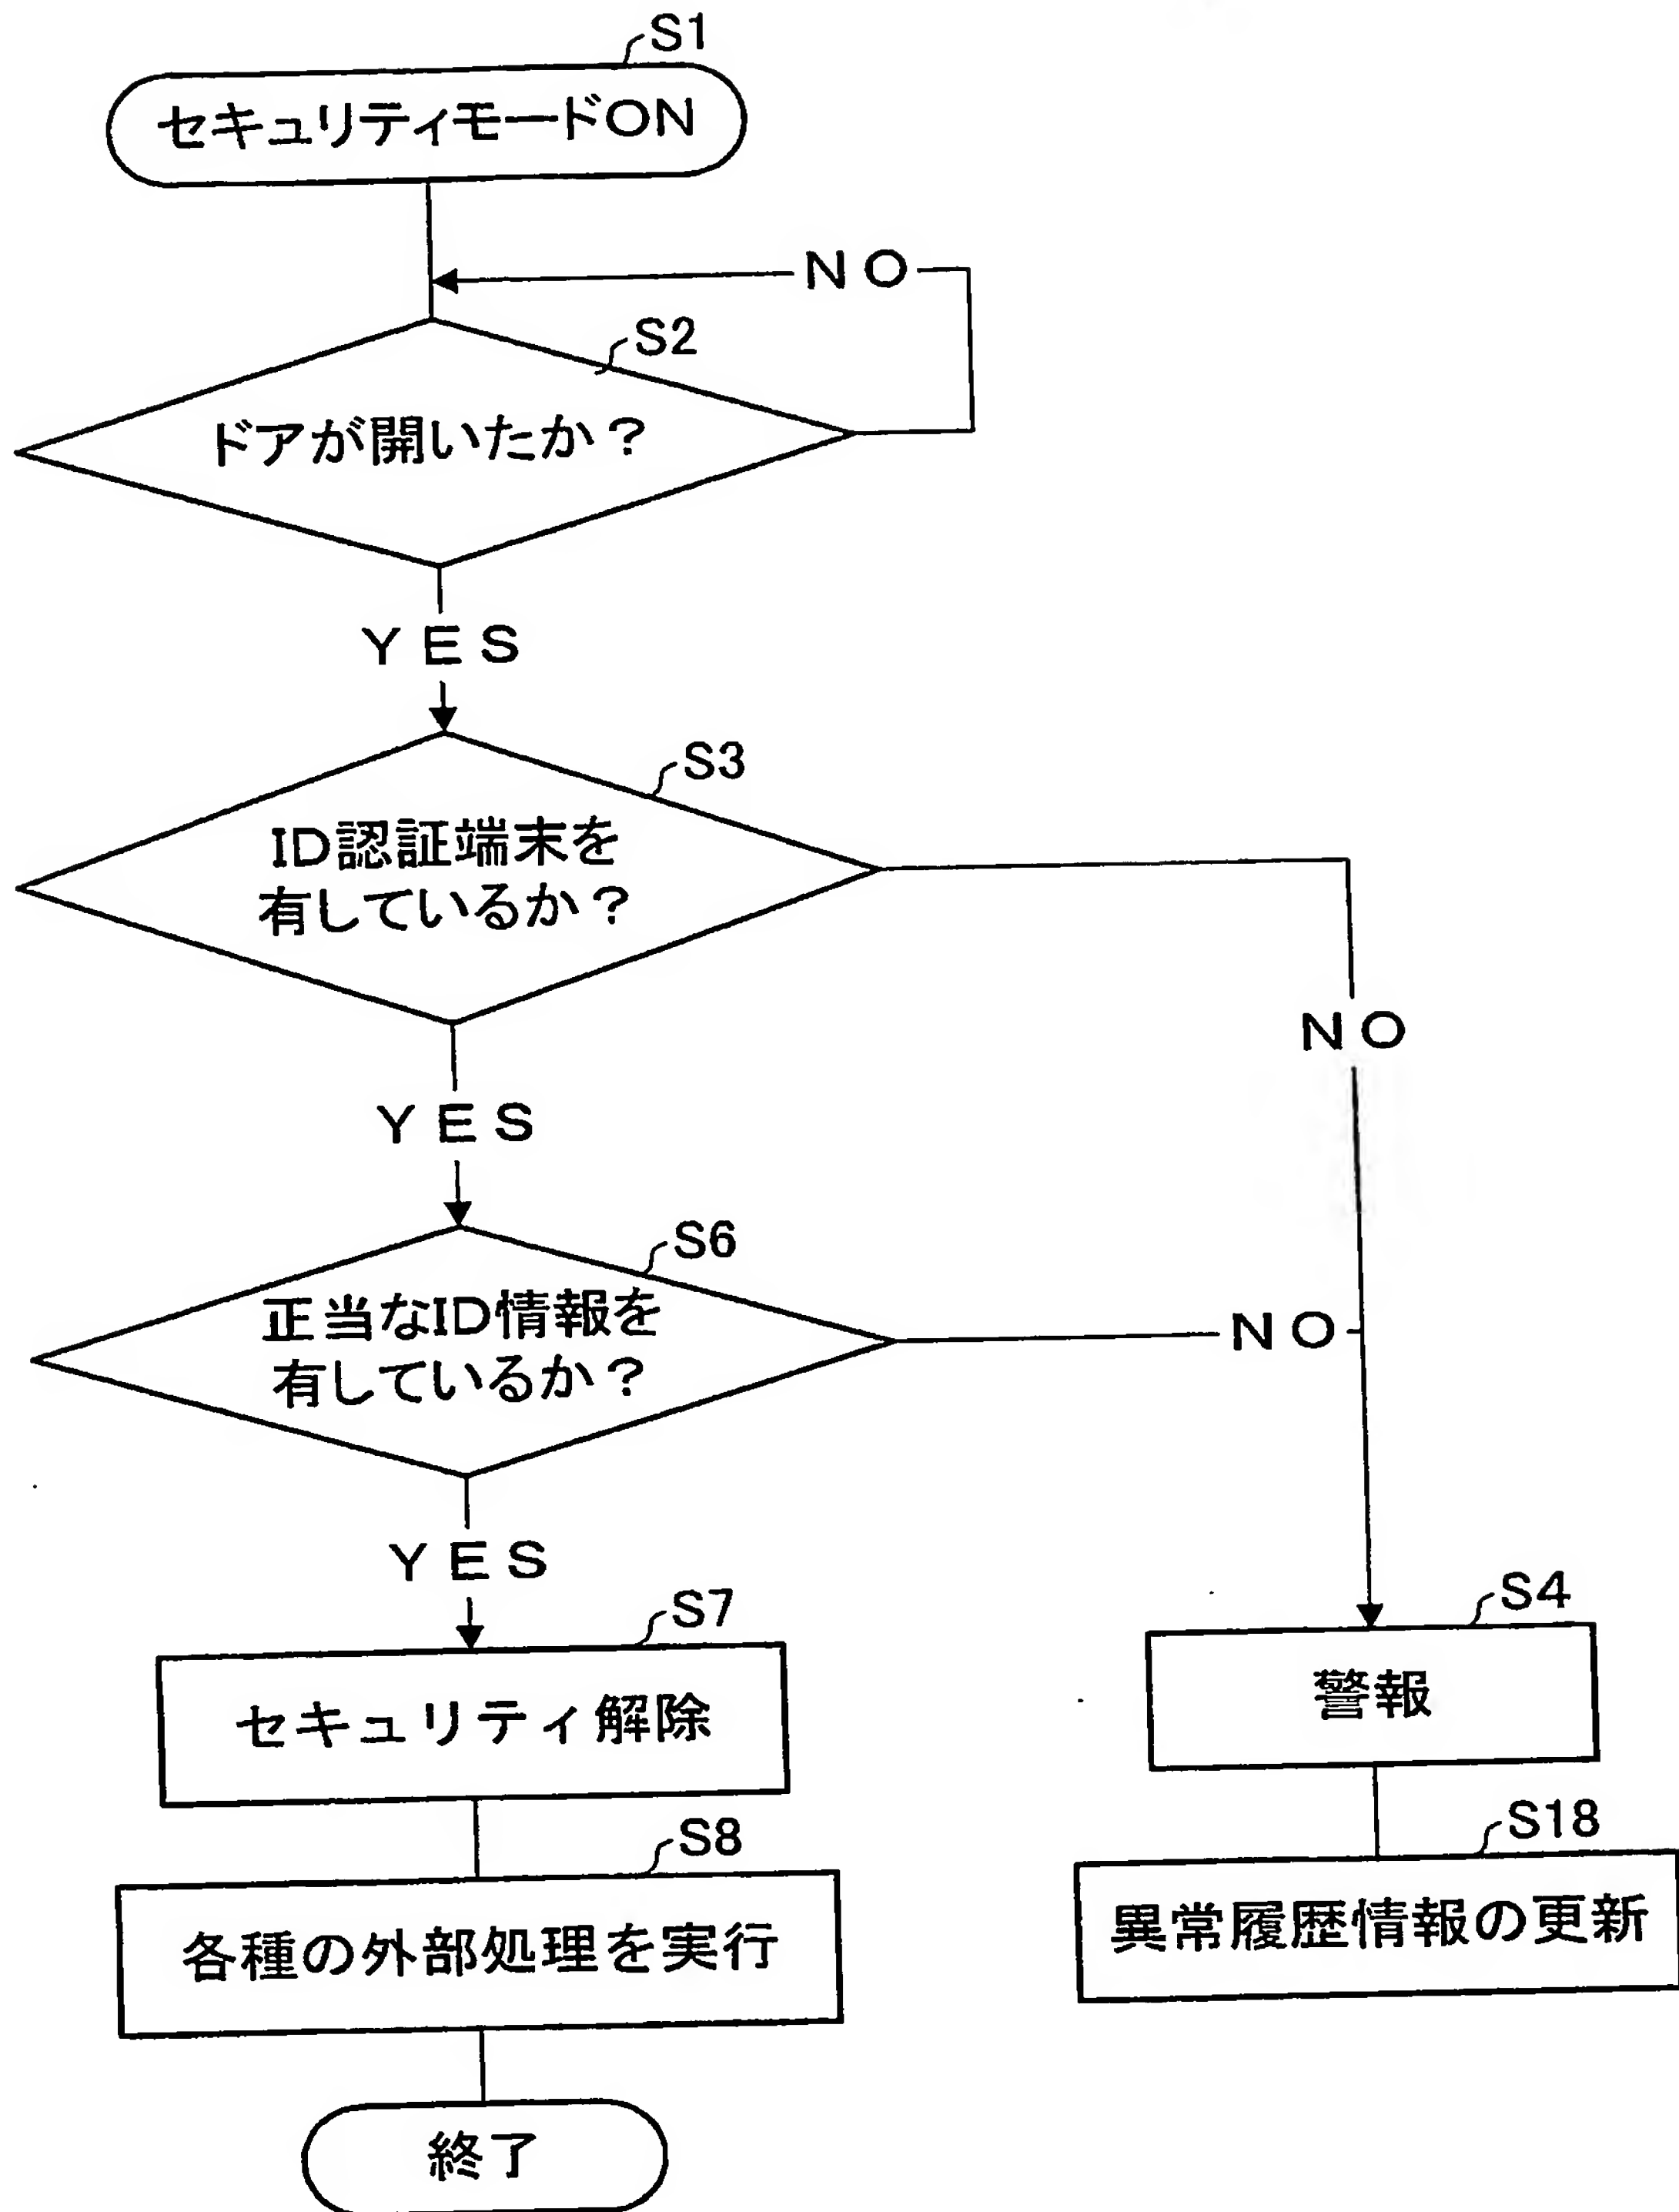 S1
セキュリティモードON
NO
S2
ドアが開いたか？
YES
S3
ID認証端末を
有しているか？
NO
YES
S6
正当なID情報を
有しているか？
NO
YES
S7
セキュリティ解除
S4
警報
S8
各種の外部処理を実行
S18
異常履歴情報の更新
終了